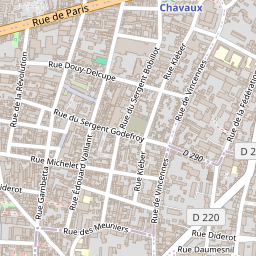 Chavaux
Rue de Paris
Rue de la Révolution
Rue Douy-Delcupe
Rue du Sergent Bobillot
Rue Kléber
Rue de Vincennes
Rue de la Fédération
Rue du Sergent Godefroy
D 290
D 2
Rue Michelet
Rue Édouard Vaillant
Rue Gambetta
Diderot
Rue Kléber
Rue de Vincennes
D 220
Rue des Meuniers
Rue Diderot
Rue Daumesnil